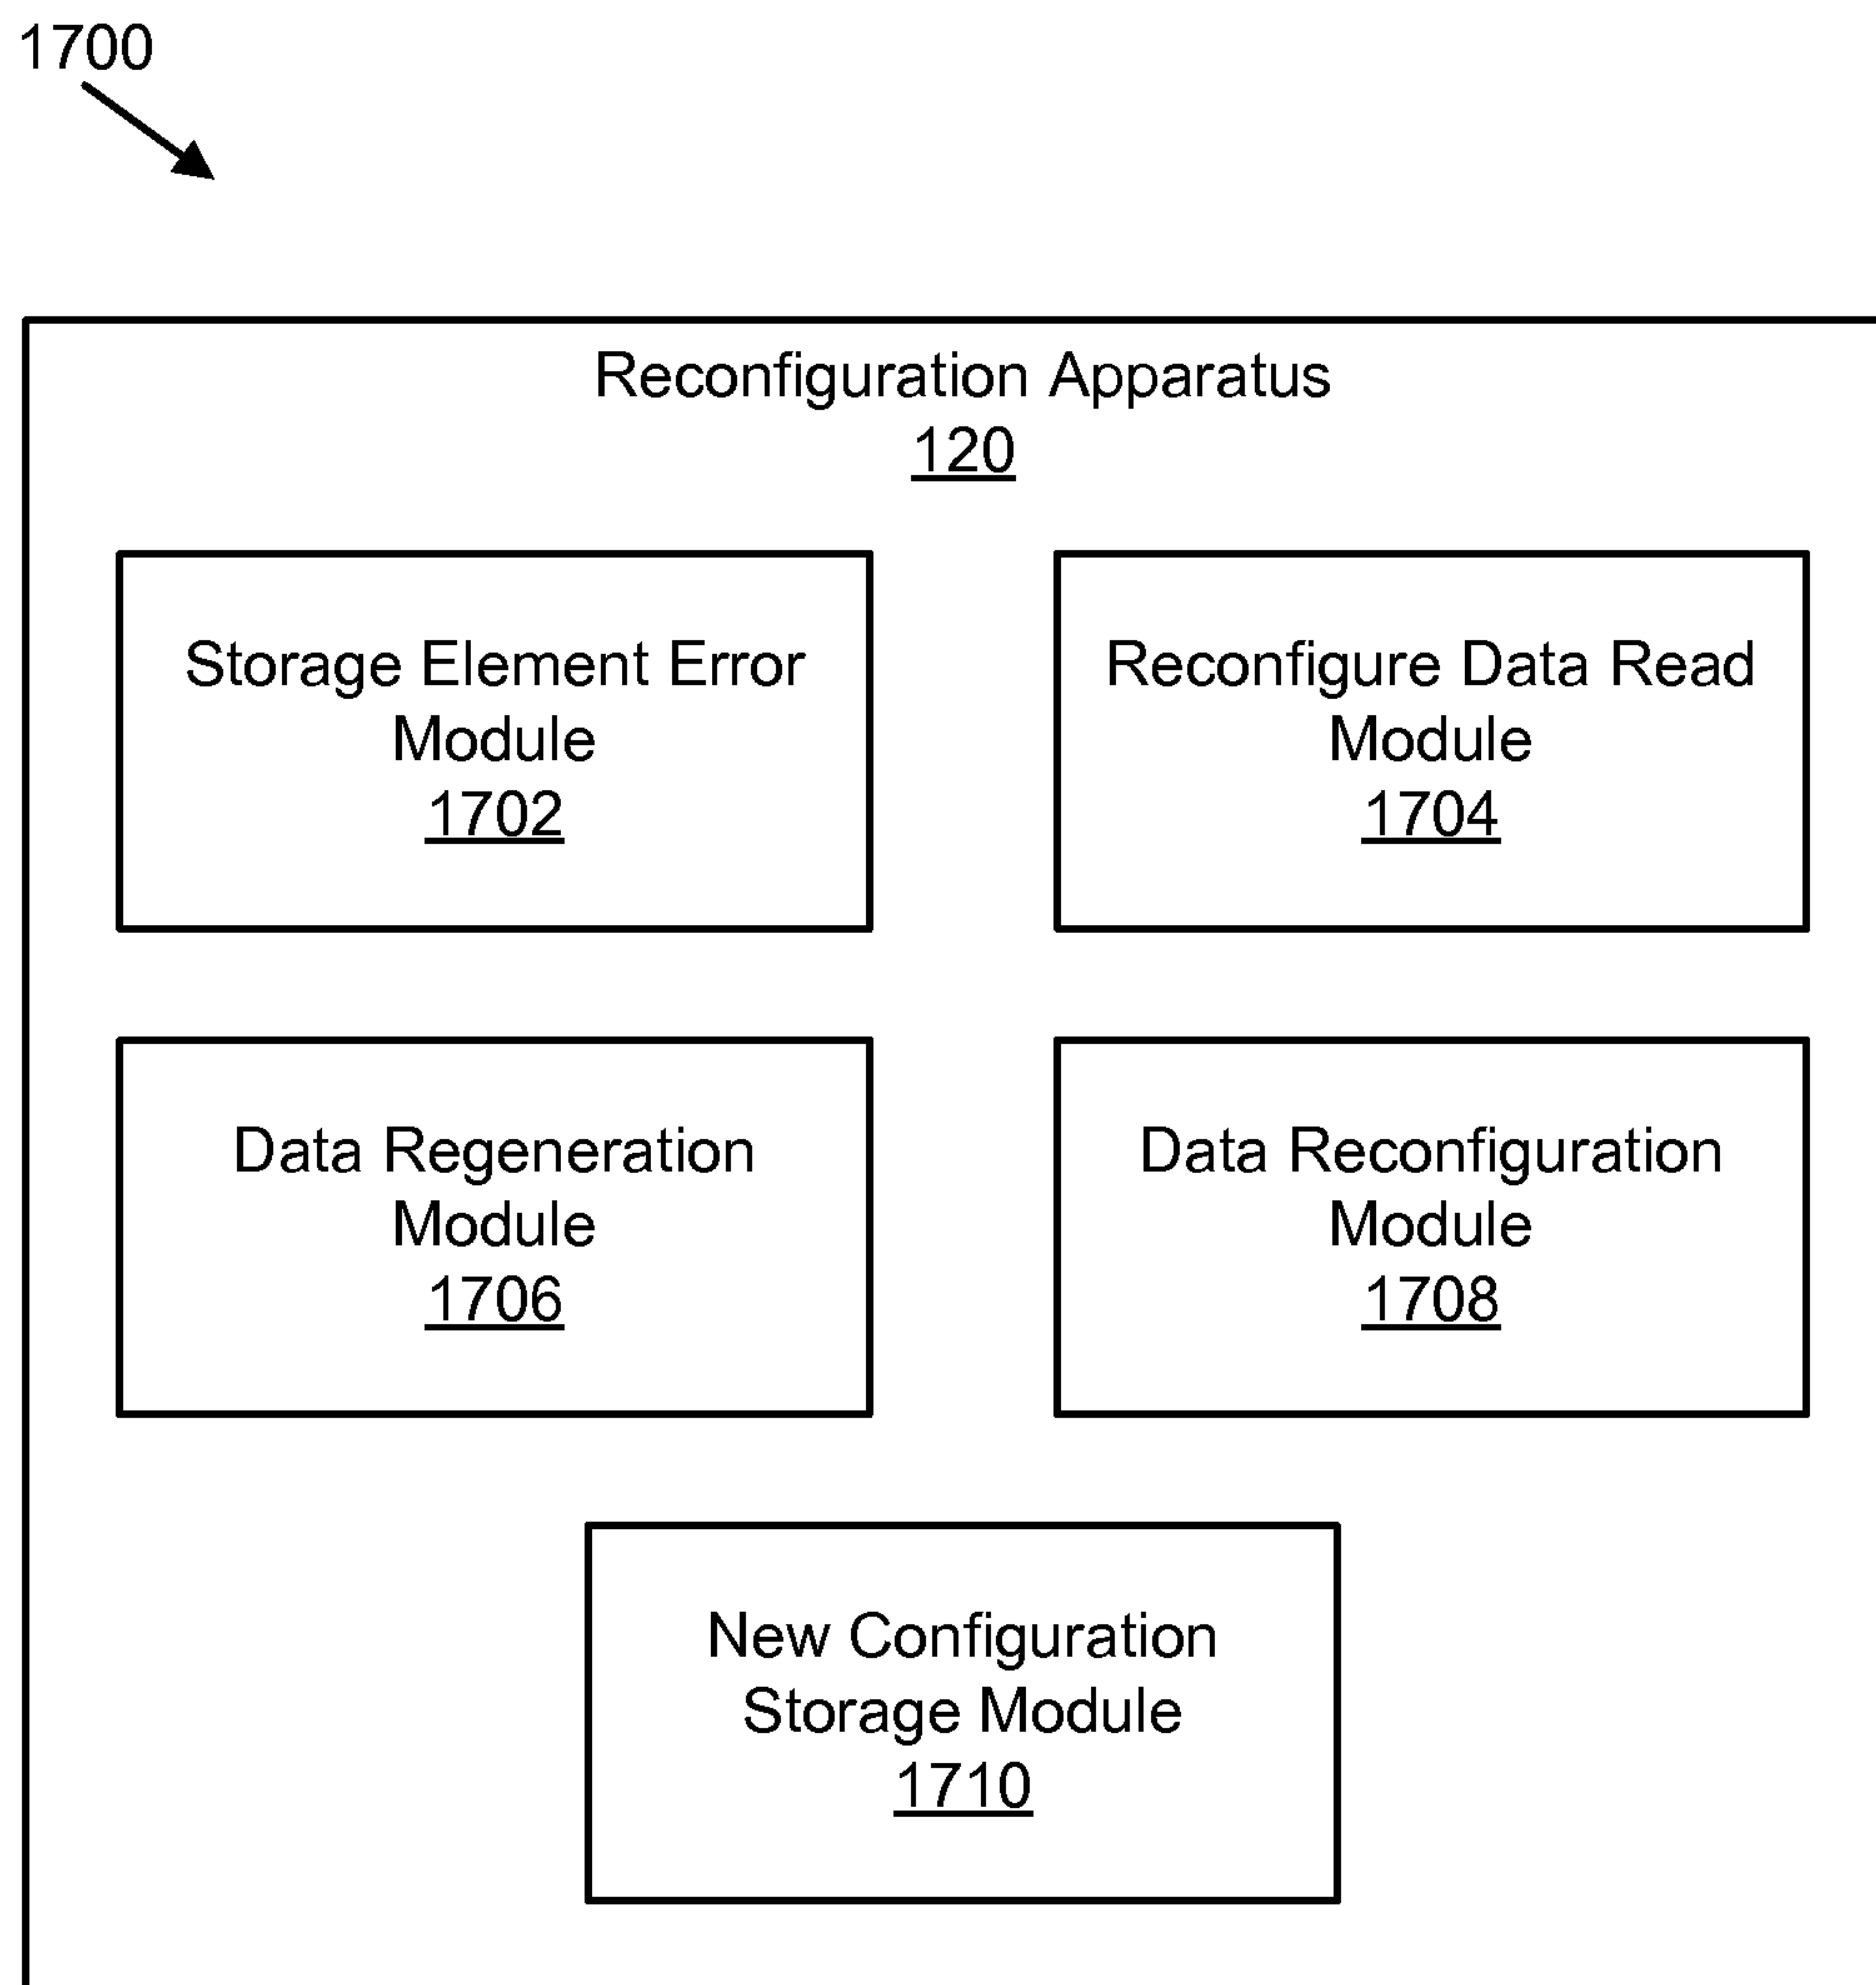 1700
Reconfiguration Apparatus
120
Storage Element Error
Module
1702
Reconfigure Data Read
Module
1704
Data Regeneration
Module
1706
Data Reconfiguration
Module
1708
New Configuration
Storage Module
1710